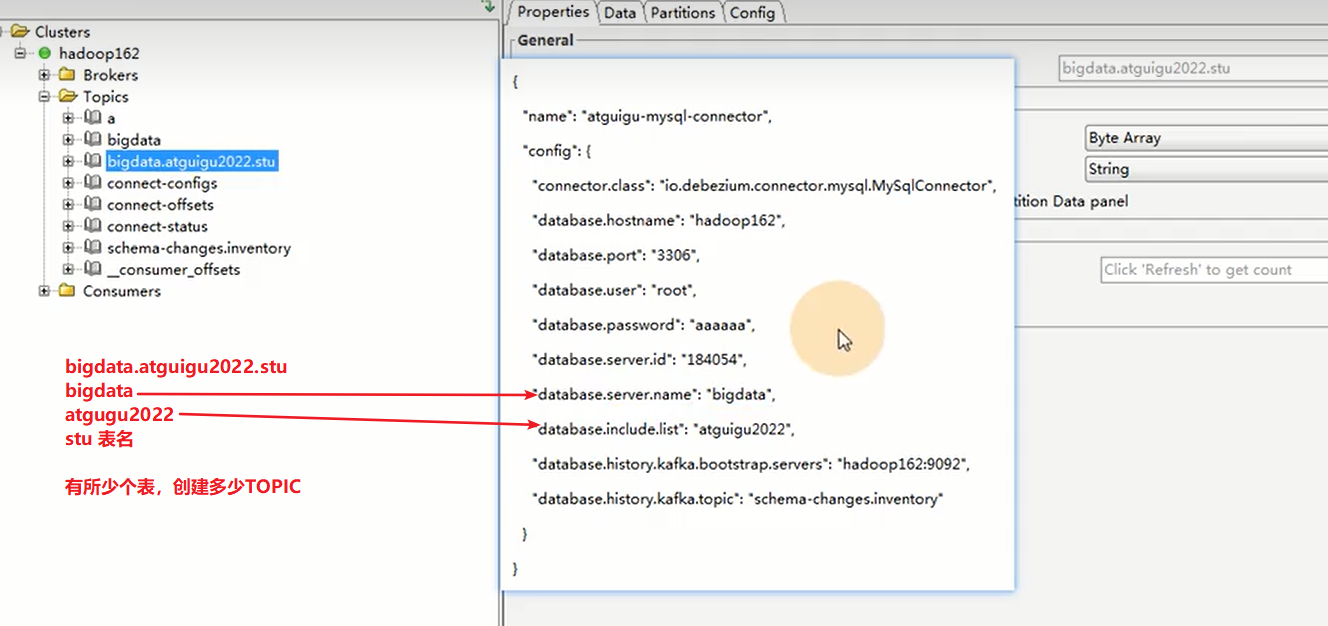 Clusters
hadoop162
Brokers
Topics
a
bigdata
bigdata.atguigu2022.stu
connect-configs
connect-offsets
connect-status
schema-changes.inventory
__consumer_offsets
Consumers
bigdata.atguigu2022.stu
bigdata
atgugu2022
stu 表名
有所少个表，创建多少TOPIC
Properties Data Partitions Config
General
{
"name": "atguigu-mysql-connector",
"config": {
"connector.class": "io.debezium.connector.mysql.MySqlConnector",
"database.hostname": "hadoop162",
"database.port": "3306",
"database.user": "root",
"database.password": "aaaaaa",
"database.server.id": "184054",
"database.server.name": "bigdata",
"database.include.list": "atguigu2022",
"database.history.kafka.bootstrap.servers": "hadoop162:9092",
"database.history.kafka.topic": "schema-changes.inventory"
}
}
bigdata.atguigu2022.stu
Byte Array
String
tition Data panel
Click 'Refresh' to get count